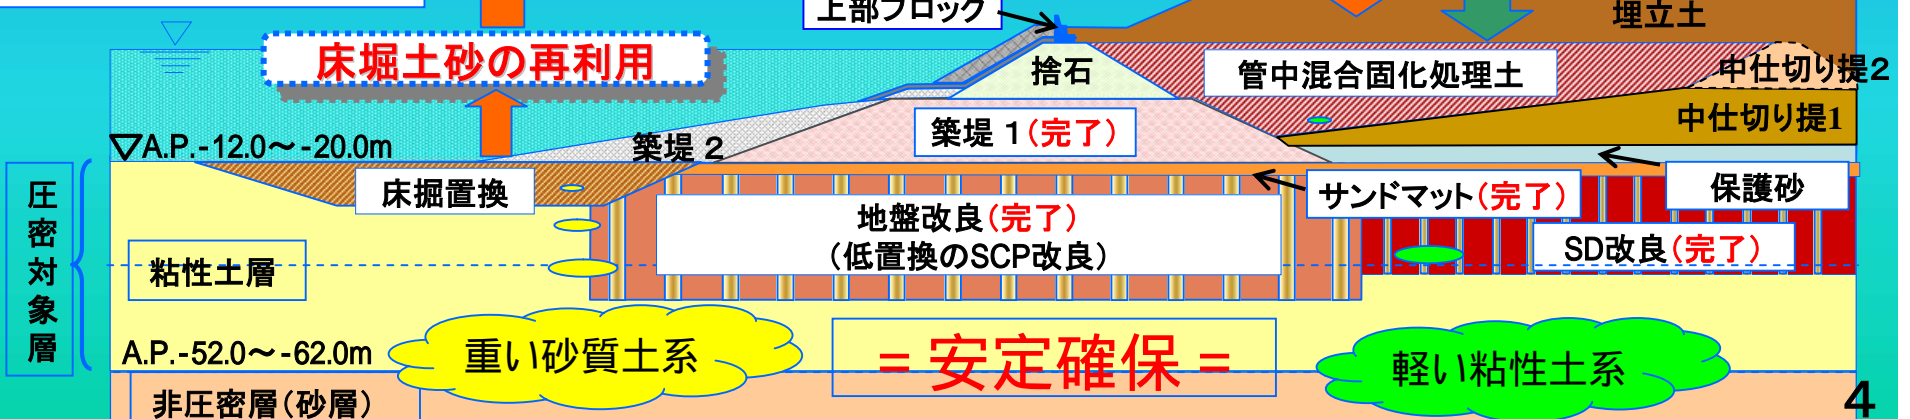 上部ブロック
埋立土
床堀土砂の再利用
捨石
管中混合固化処理土
中仕切り提2
築堤 1(完了)
中仕切り提1
▽A.P.-12.0～-20.0m
築堤 2
床掘置換
サンドマット(完了)
保護砂
圧密対象層
地盤改良(完了)
(低置換のSCP改良)
SD改良(完了)
粘性土層
A.P.-52.0～-62.0m
重い砂質土系
= 安定確保 =
軽い粘性土系
非圧密層(砂層)
4